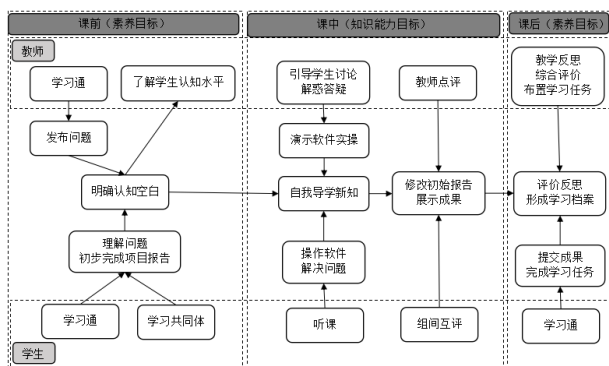 课前（素养目标）
课中（知识能力目标）
课后（素养目标）
教师
学习通
了解学生认知水平
引导学生讨论
解惑答疑
教师点评
教学反思
综合评价
布置学习任务
发布问题
演示软件实操
明确认知空白
自我导学新知
修改初始报告
展示成果
评价反思
形成学习档案
理解问题
初步完成项目报告
操作软件
解决问题
提交成果
完成学习任务
学习通
学习共同体
听课
组间互评
学习通
学生